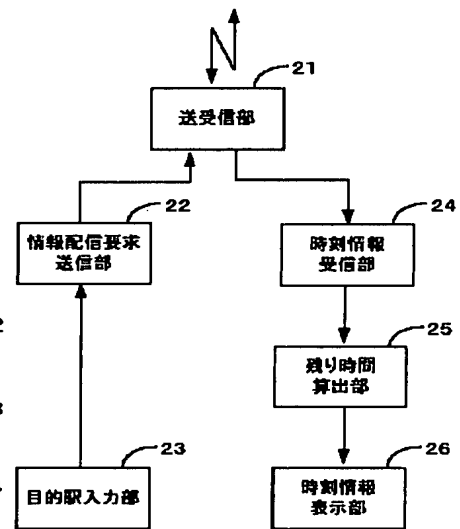 21
送受信部
22
情報配信要求
送信部
24
時刻情報
受信部
25
残り時間
算出部
23
目的駅入力部
26
時刻情報
表示部